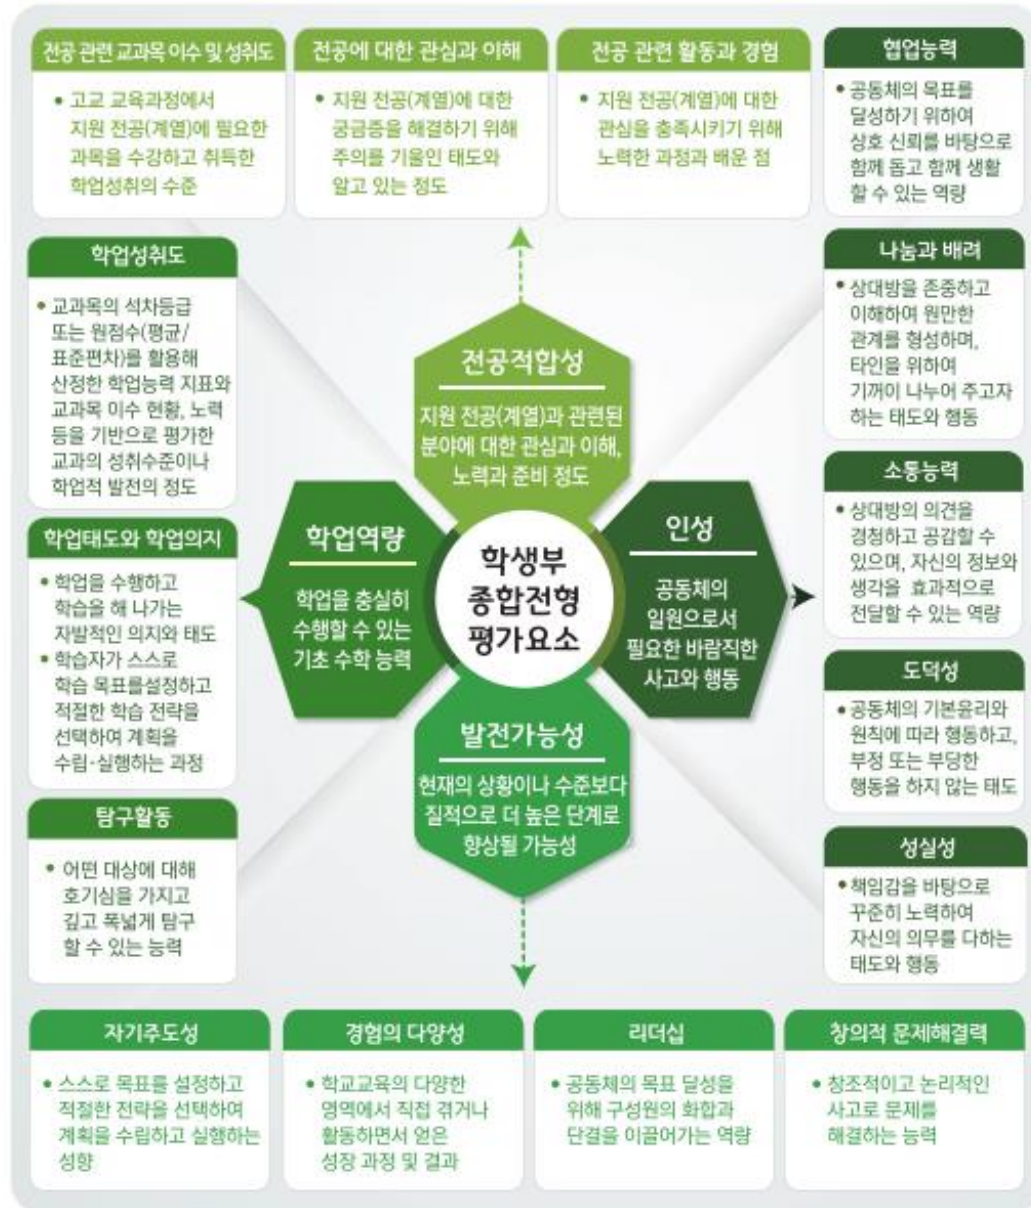 전공 관련 교과목 이수 및 성취도
• 고교 교육과정에서
지원 전공(계열)에 필요한
과목을 수강하고 취득한
학업성취의 수준
전공에 대한 관심과 이해
• 지원 전공(계열)에 대한
궁금증을 해결하기 위해
주의를 기울인 태도와
알고 있는 정도
전공 관련 활동과 경험
• 지원 전공(계열)에 대한
관심을 충족시키기 위해
노력한 과정과 배운 점
협업능력
• 공동체의 목표를
달성하기 위하여
상호 신뢰를 바탕으로
함께 돕고 함께 생활
할 수 있는 역량
학업성취도
• 교과목의 석차등급
또는 원점수(평균/
표준편차)를 활용해
산정한 학업능력 지표와
교과목 이수 현황, 노력
등을 기반으로 평가한
교과의 성취수준이나
학업적 발전의 정도
나눔과 배려
• 상대방을 존중하고
이해하여 원만한
관계를 형성하며,
타인을 위하여
기꺼이 나누어 주고자
하는 태도와 행동
전공적합성
지원 전공(계열)과 관련된
분야에 대한 관심과 이해,
노력과 준비 정도
학업태도와 학업의지
• 학업을 수행하고
학습을 해 나가는
자발적인 의지와 태도
• 학습자가 스스로
학습 목표를설정하고
적절한 학습 전략을
선택하여 계획을
수립·실행하는 과정
학업역량
학업을 충실히
수행할 수 있는
기초 수학 능력
학생부
종합전형
평가요소
인성
공동체의
일원으로서
필요한 바람직한
사고와 행동
소통능력
• 상대방의 의견을
경청하고 공감할 수
있으며, 자신의 정보와
생각을 효과적으로
전달할 수 있는 역량
도덕성
• 공동체의 기본윤리와
원칙에 따라 행동하고,
부정 또는 부당한
행동을 하지 않는 태도
발전가능성
현재의 상황이나 수준보다
질적으로 더 높은 단계로
향상될 가능성
탐구활동
• 어떤 대상에 대해
호기심을 가지고
깊고 폭넓게 탐구
할 수 있는 능력
성실성
• 책임감을 바탕으로
꾸준히 노력하여
자신의 의무를 다하는
태도와 행동
자기주도성
• 스스로 목표를 설정하고
적절한 전략을 선택하여
계획을 수립하고 실행하는
성향
경험의 다양성
• 학교교육의 다양한
영역에서 직접 겪거나
활동하면서 얻은
성장 과정 및 결과
리더십
• 공동체의 목표 달성을
위해 구성원의 화합과
단결을 이끌어가는 역량
창의적 문제해결력
• 창조적이고 논리적인
사고로 문제를
해결하는 능력